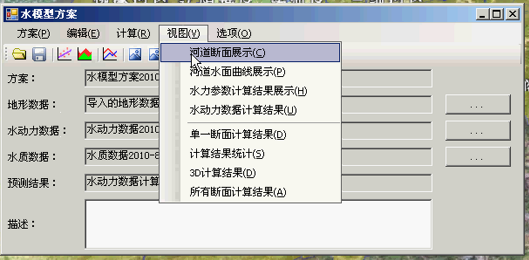 水模型方案
方案(P) 编辑(E) 计算(R) 视图(V) 选项(O)
河道断面展示(C)
河道水面曲线展示(P)
水力参数计算结果展示(H)
水动力数据计算结果(U)
单一断面计算结果(D)
计算结果统计(S)
3D计算结果(D)
所有断面计算结果(A)
方案: 水模型方案2010
地形数据: 导入的地形数据 ...
水动力数据: 水动力数据2010 ...
水质数据: 水质数据2010-8 ...
预测结果: 水动力数据计算
描述: